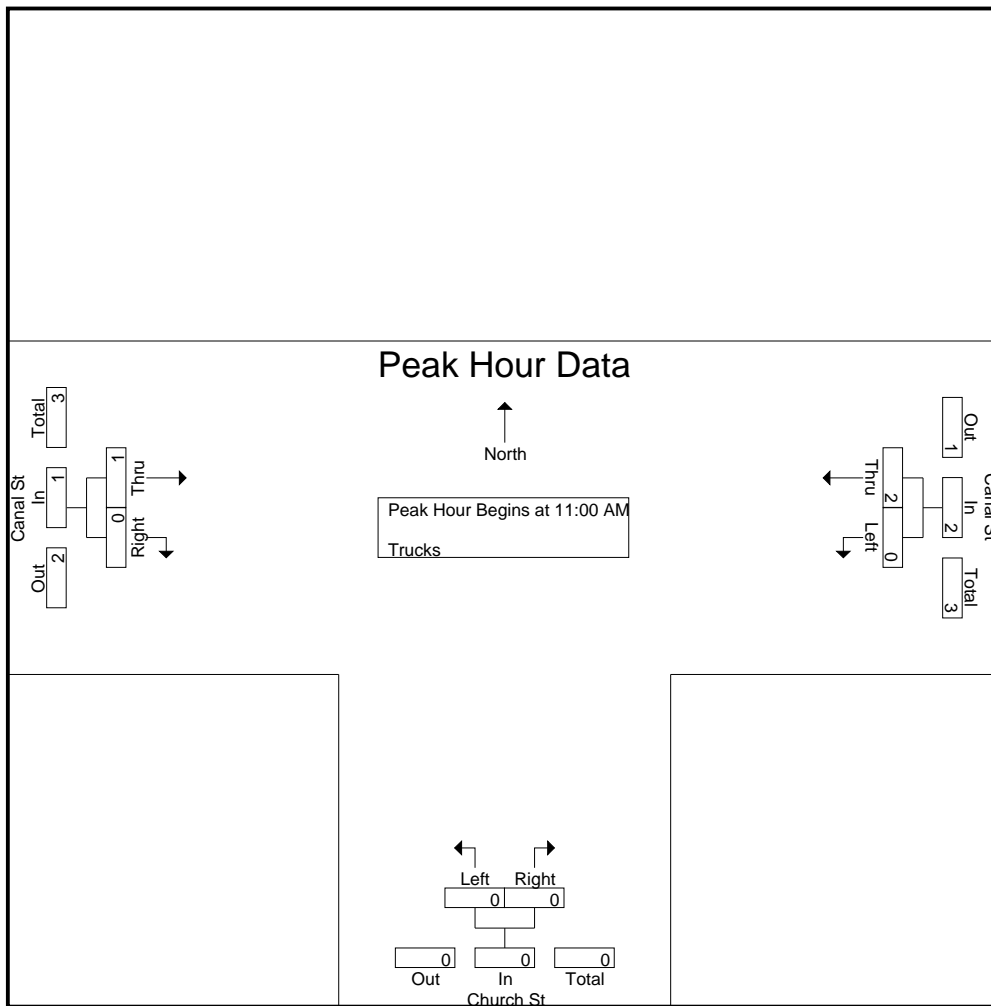 Peak Hour Data
North
Peak Hour Begins at 11:00 AM
Trucks
Canal St
Total
3
In
1
Out
2
Thru
1
Right
0
Canal St
Out
1
In
2
Total
3
Thru
2
Left
0
Left
Right
0
0
0
0
0
Out
In
Total
Church St